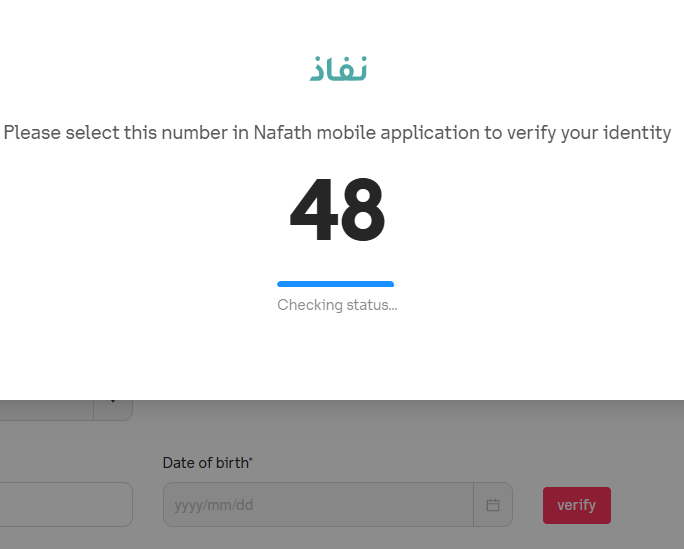 نفاذ
Please select this number in Nafath mobile application to verify your identity
48
Checking status...
Date of birth*
yyyy/mm/dd
verify